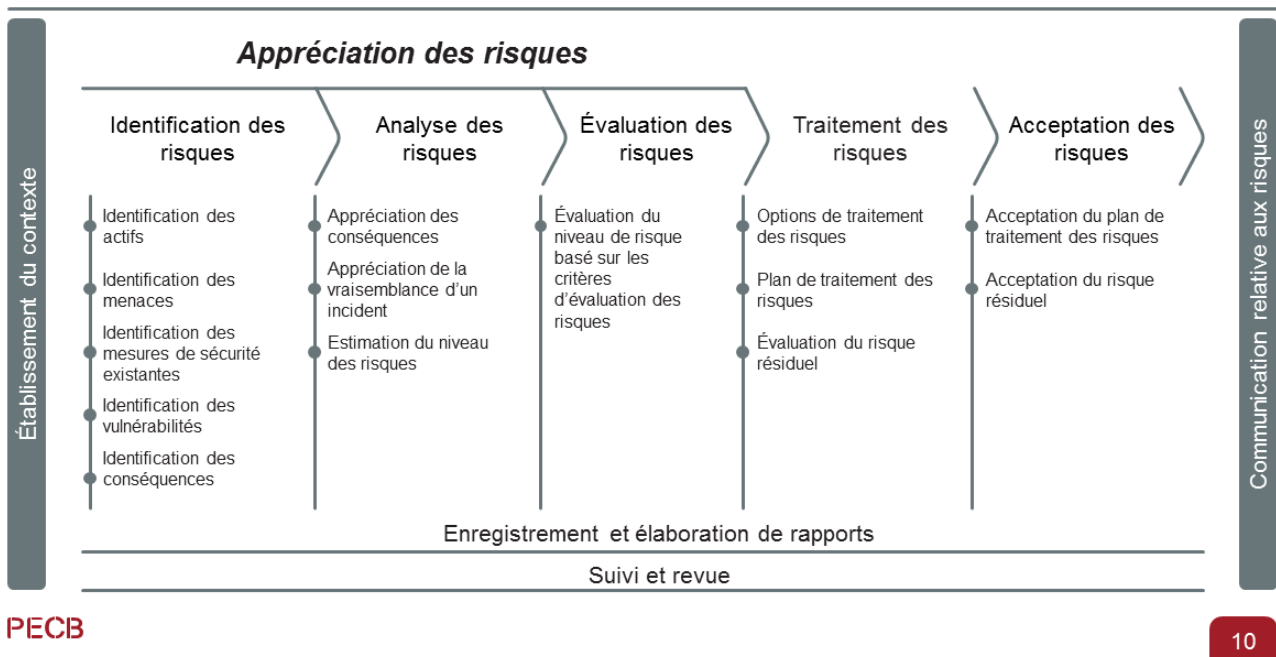 Appréciation des risques
Établissement du contexte
Identification des
risques
Identification des
actifs
Identification des
menaces
Identification des
mesures de sécurité
existantes
Identification des
vulnérabilités
Identification des
conséquences
Analyse des
risques
Appréciation des
conséquences
Appréciation de la
vraisemblance d’un
incident
Estimation du niveau
des risques
Évaluation des
risques
Évaluation du
niveau de risque
basé sur les
critères
d’évaluation des
risques
Traitement des
risques
Options de traitement
des risques
Plan de traitement des
risques
Évaluation du risque
résiduel
Acceptation des
risques
Acceptation du plan de
traitement des risques
Acceptation du risque
résiduel
Communication relative aux risques
Enregistrement et élaboration de rapports
Suivi et revue
PECB
10